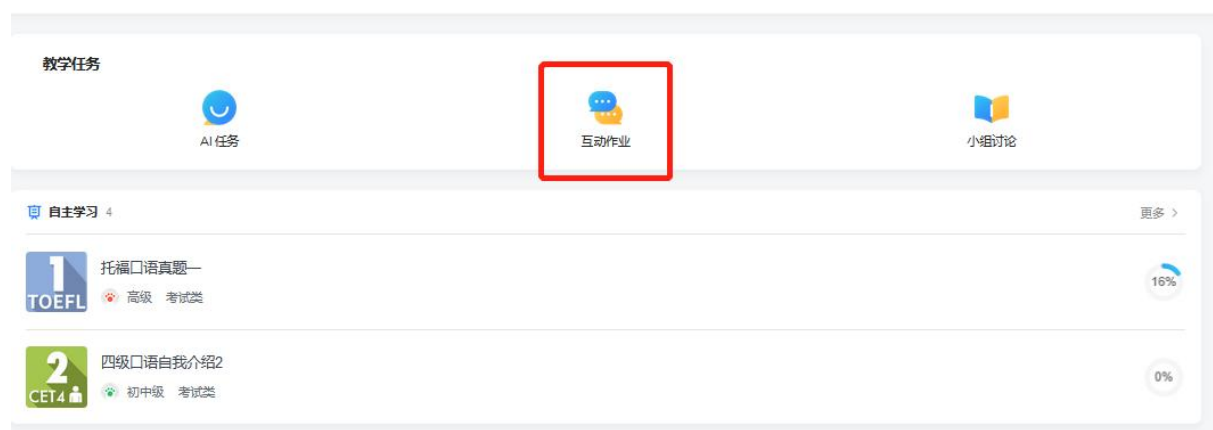 教学任务
AI 任务
互动作业
小组讨论
自主学习 4
更多 >
1
TOEFL
托福口语真题一
高级 考试类
16%
2
CET4
四级口语自我介绍2
初中级 考试类
0%